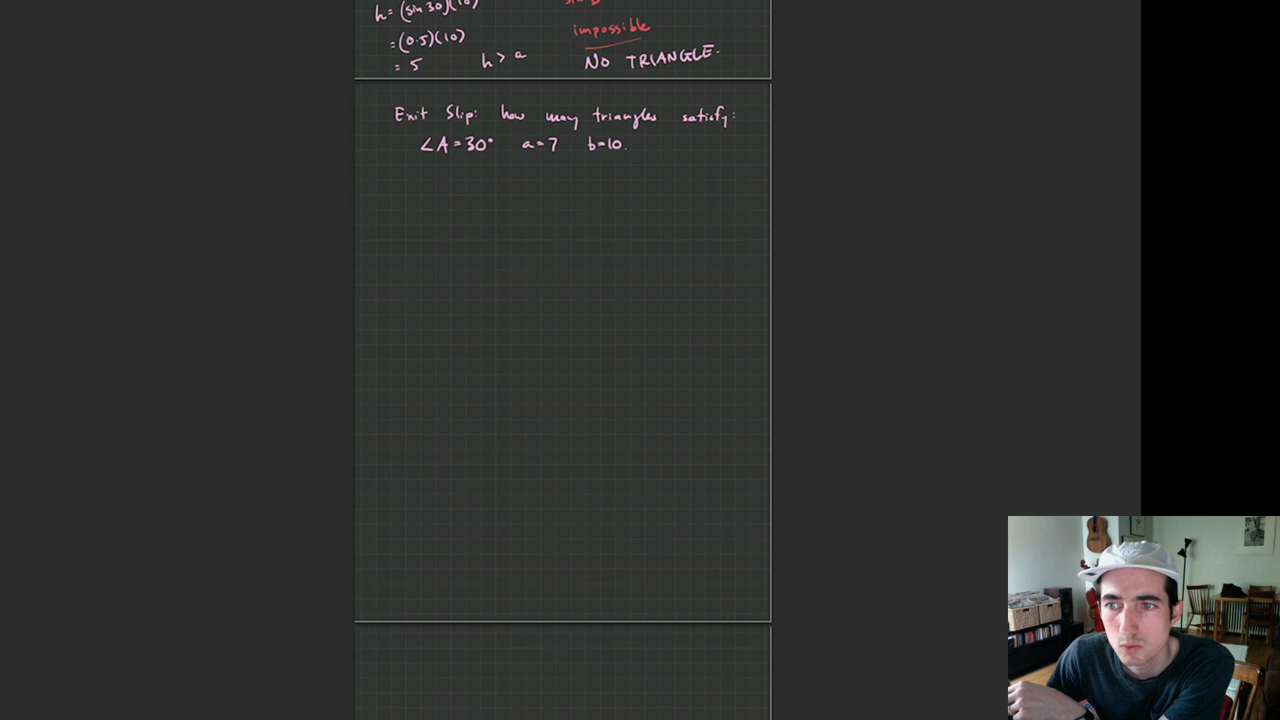 h = (sin 30)(10)
= (0.5)(10)
= 5 h > a
impossible
NO TRIANGLE.
Exit Slip: how many triangles satisfy:
∠A = 30° a = 7 b = 10.